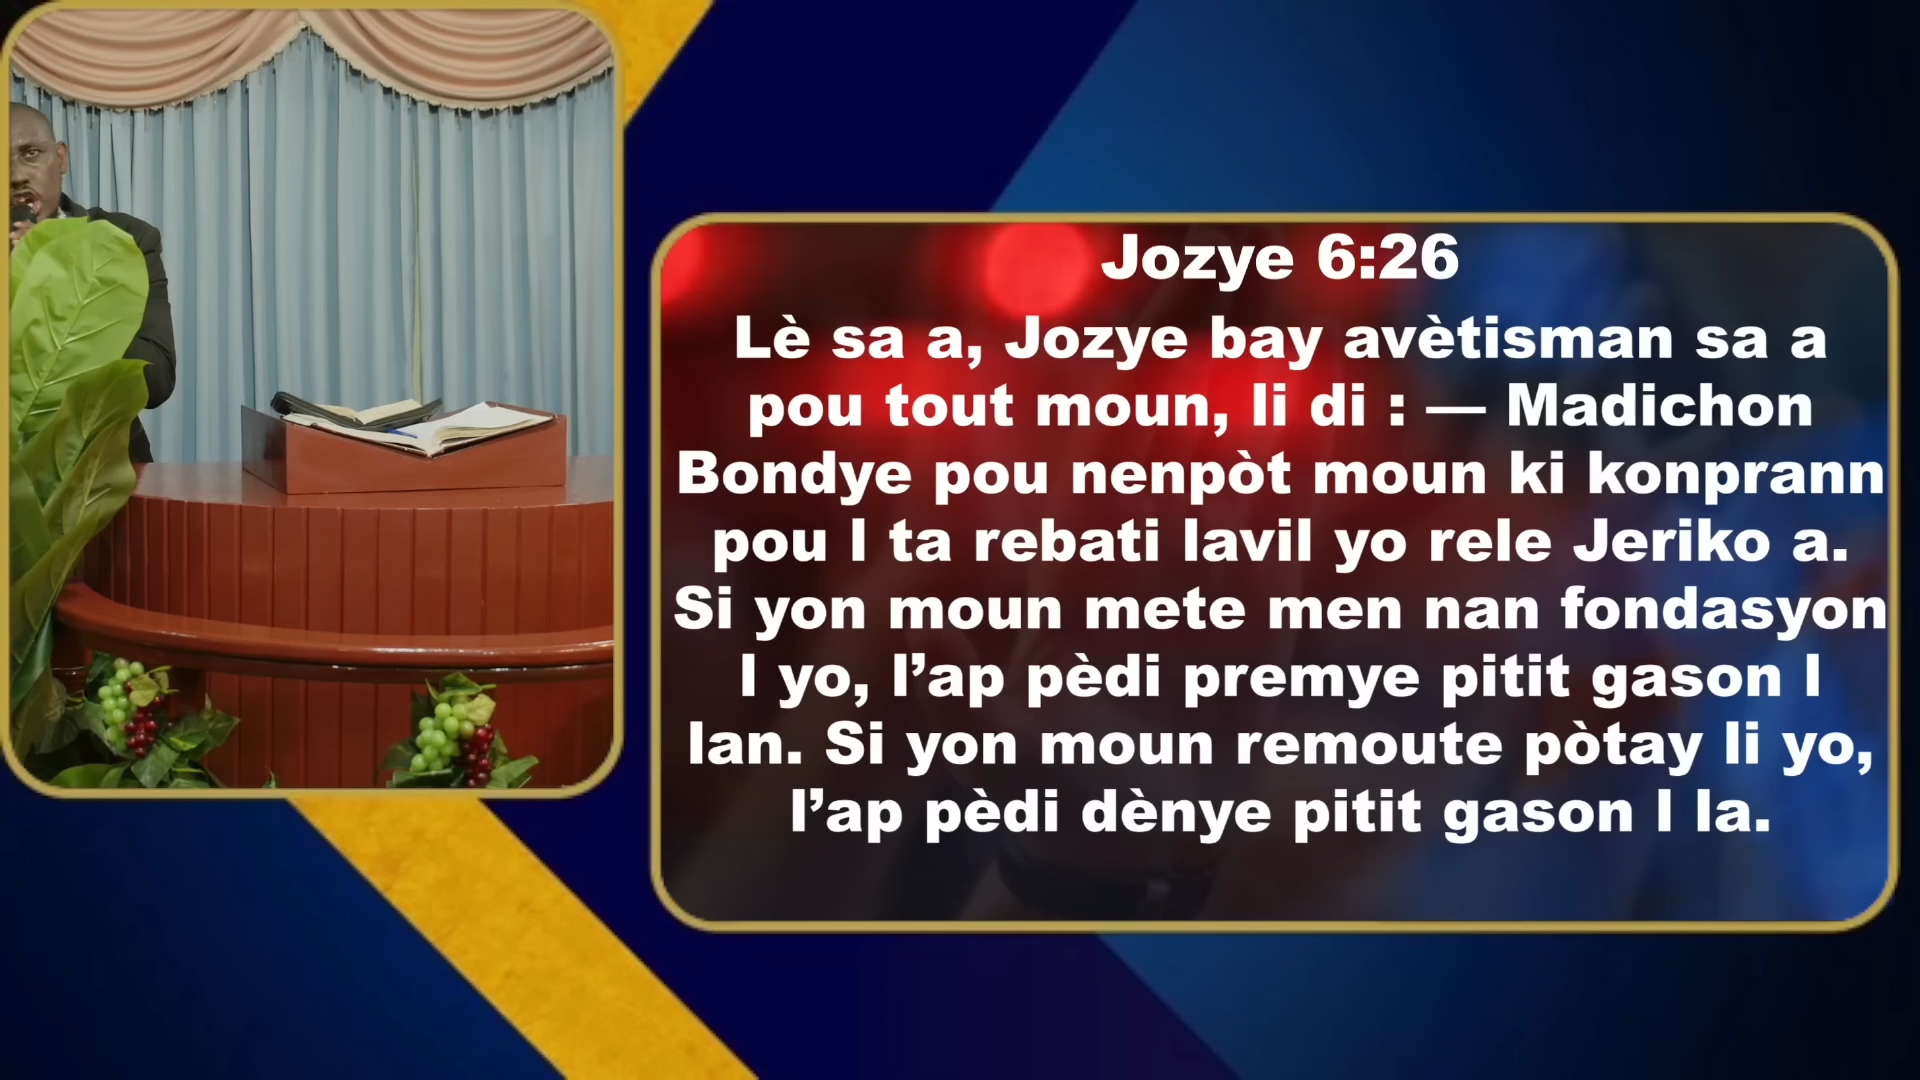 Jozye 6:26
Lè sa a, Jozye bay avètisman sa a
pou tout moun, li di : — Madichon
Bondye pou nenpòt moun ki konprann
pou l ta rebati lavil yo rele Jeriko a.
Si yon moun mete men nan fondasyon
l yo, l’ap pèdi premye pitit gason l
lan. Si yon moun remoute pòtay li yo,
l’ap pèdi dènye pitit gason l la.